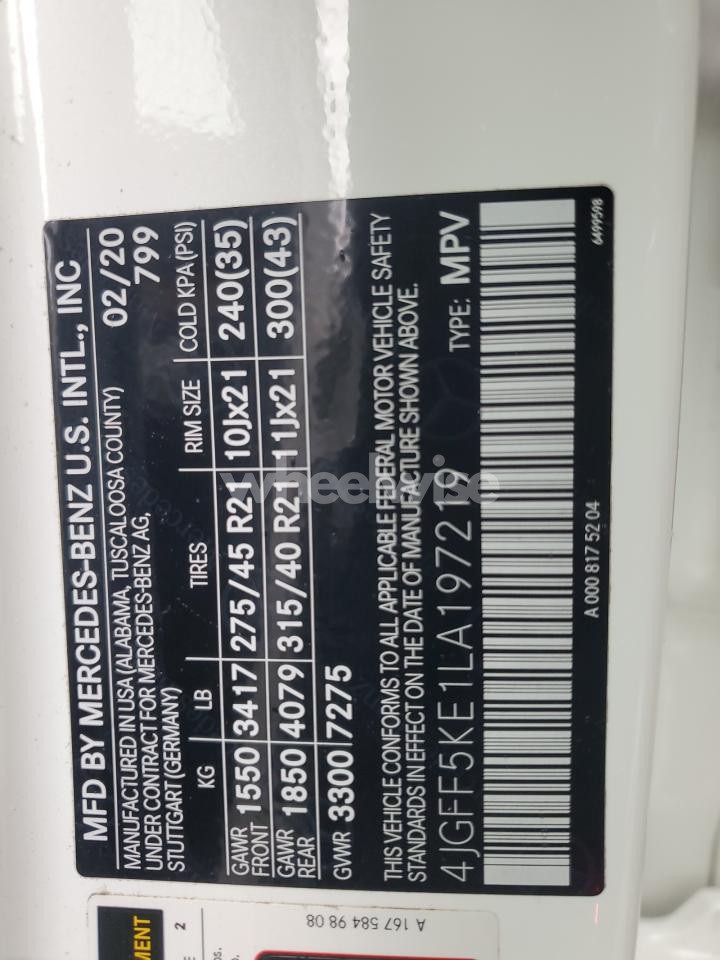 MFD BY MERCEDES-BENZ U.S. INTL., INC
MANUFACTURED IN USA (ALABAMA, TUSCALOOSA COUNTY) 02/20
UNDER CONTRACT FOR MERCEDES-BENZ AG, 799
STUTTGART (GERMANY)
KG LB TIRES RIM SIZE COLD KPA (PSI)
GAWR FRONT 1550 3417 275/45 R21 10Jx21 240(35)
GAWR REAR 1850 4079 315/40 R21 11Jx21 300(43)
GVWR 3300 7275
THIS VEHICLE CONFORMS TO ALL APPLICABLE FEDERAL MOTOR VEHICLE SAFETY
STANDARDS IN EFFECT ON THE DATE OF MANUFACTURE SHOWN ABOVE.
4JGFF5KE1LA197219 TYPE: MPV
A 000 817 52 04 6499598
wheelwise
A 167 584 98 08
MENT
2